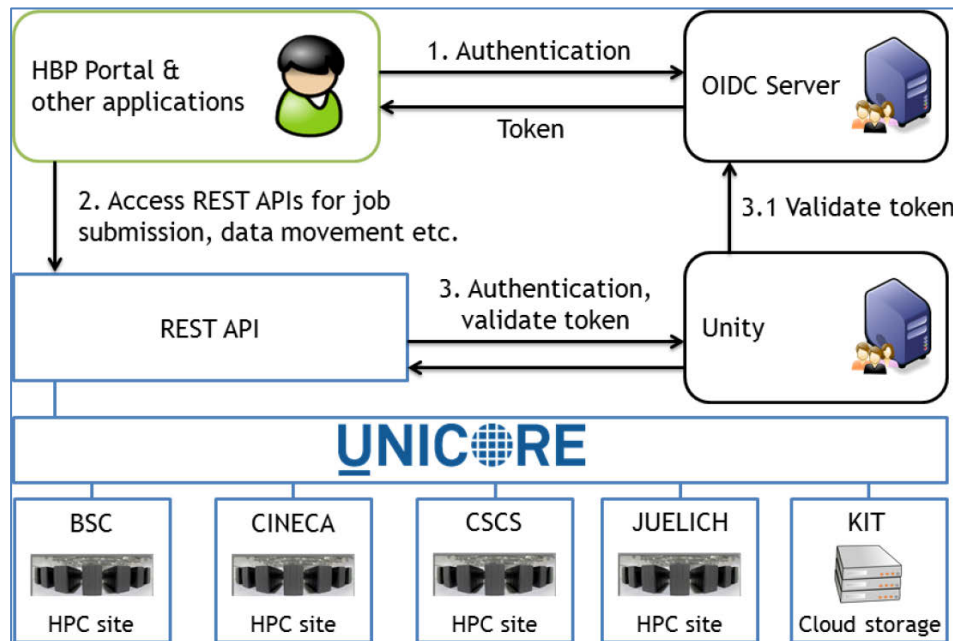 HBP Portal &
other applications
1. Authentication
Token
OIDC Server
2. Access REST APIs for job
submission, data movement etc.
3.1 Validate token
REST API
3. Authentication,
validate token
Unity
UNICORE
BSC
HPC site
CINECA
HPC site
CSCS
HPC site
JUELICH
HPC site
KIT
Cloud storage